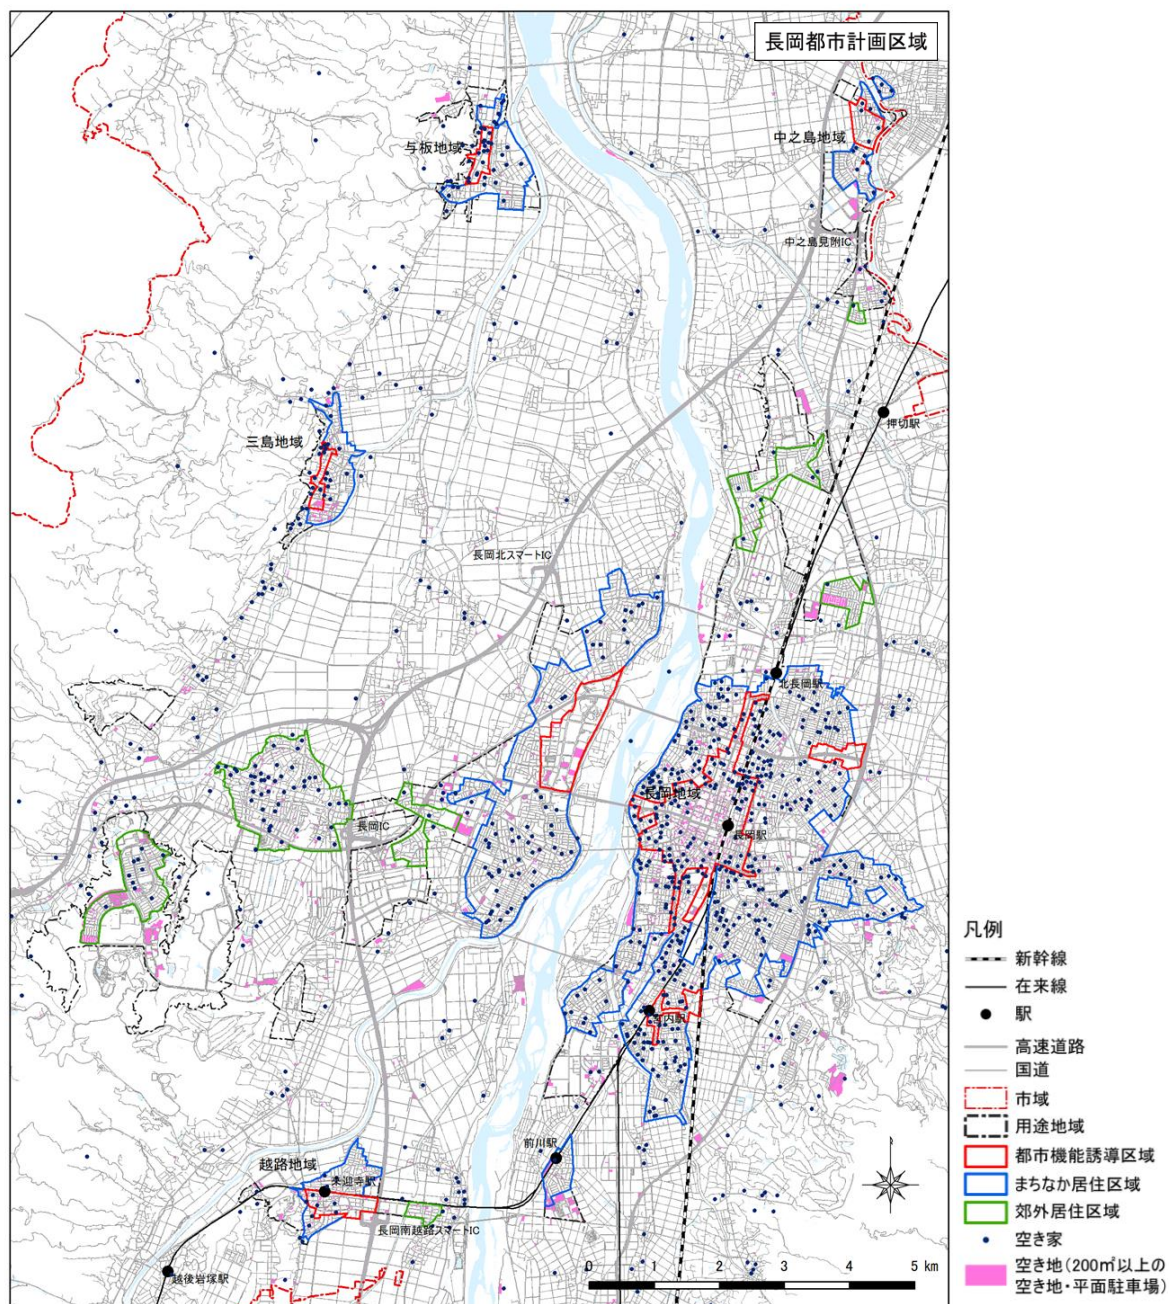 長岡都市計画区域
中之島地域
与板地域
中之島見附IC
押切駅
三島地域
長岡北スマートIC
北長岡駅
長岡地域
長岡駅
長岡IC
宮内駅
前川駅
越路地域
来迎寺駅
長岡南越路スマートIC
越後岩塚駅
0 1 2 3 4 5 km
N
凡例
新幹線
在来線
駅
高速道路
国道
市域
用途地域
都市機能誘導区域
まちなか居住区域
郊外居住区域
空き家
空き地(200㎡以上の
空き地・平面駐車場)